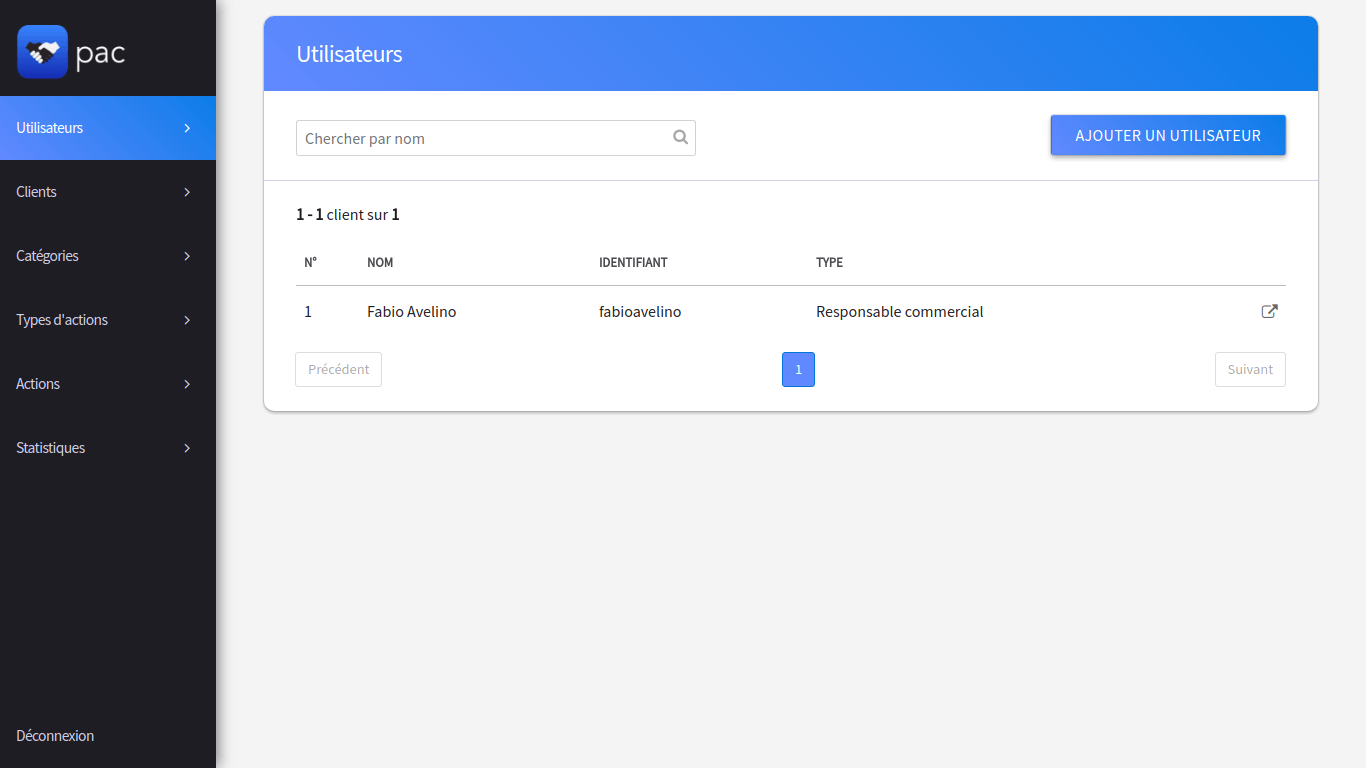 pac
Utilisateurs
Clients
Catégories
Types d'actions
Actions
Statistiques
Déconnexion
Utilisateurs
Chercher par nom
AJOUTER UN UTILISATEUR
1 - 1 client sur 1
N° NOM IDENTIFIANT TYPE
1 Fabio Avelino fabioavelino Responsable commercial
Précédent 1 Suivant